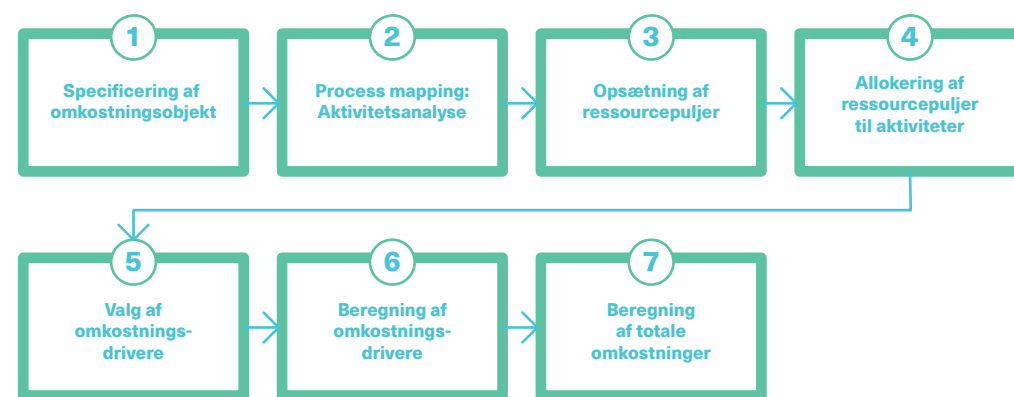 1
Specificering af
omkostningsobjekt
2
Process mapping:
Aktivitetsanalyse
3
Opsætning af
ressourcepuljer
4
Allokering af
ressourcepuljer
til aktiviteter
5
Valg af
omkostnings-
drivere
6
Beregning af
omkostnings-
drivere
7
Beregning
af totale
omkostninger